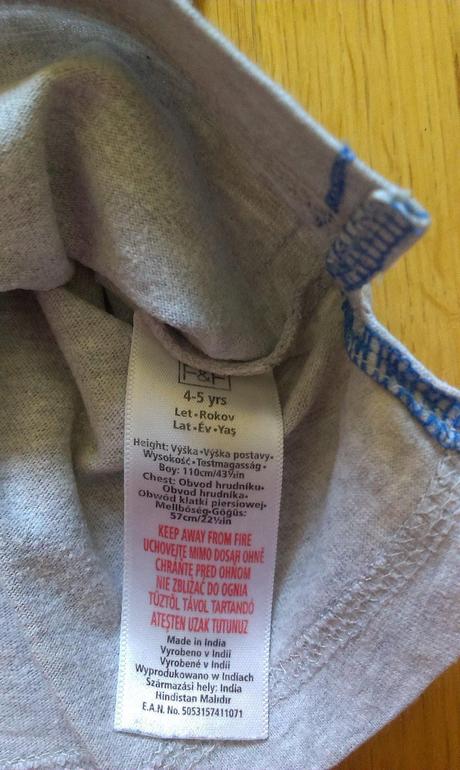 F&F
4-5 yrs
Let•Rokov
Lat•Év•Yaş
Height: Výška•Výška postavy•
Wysokość•Testmagasság•
Boy: 110cm/43½in
Chest: Obvod hrudníku•
Obvod hrudníka•
Obwód klatki piersiowej•
Mellbőség•Göğüs:
57cm/22½in
KEEP AWAY FROM FIRE
UCHOVEJTE MIMO DOSAH OHNĚ
CHRÁŇTE PRED OHŇOM
NIE ZBLIŻAĆ DO OGNIA
TŰZTŐL TÁVOL TARTANDÓ
ATEŞTEN UZAK TUTUNUZ
Made in India
Vyrobeno v Indii
Vyrobené v Indii
Wyprodukowano w Indiach
Származási hely: India
Hindistan Malıdır
E.A.N. No. 5053157411071